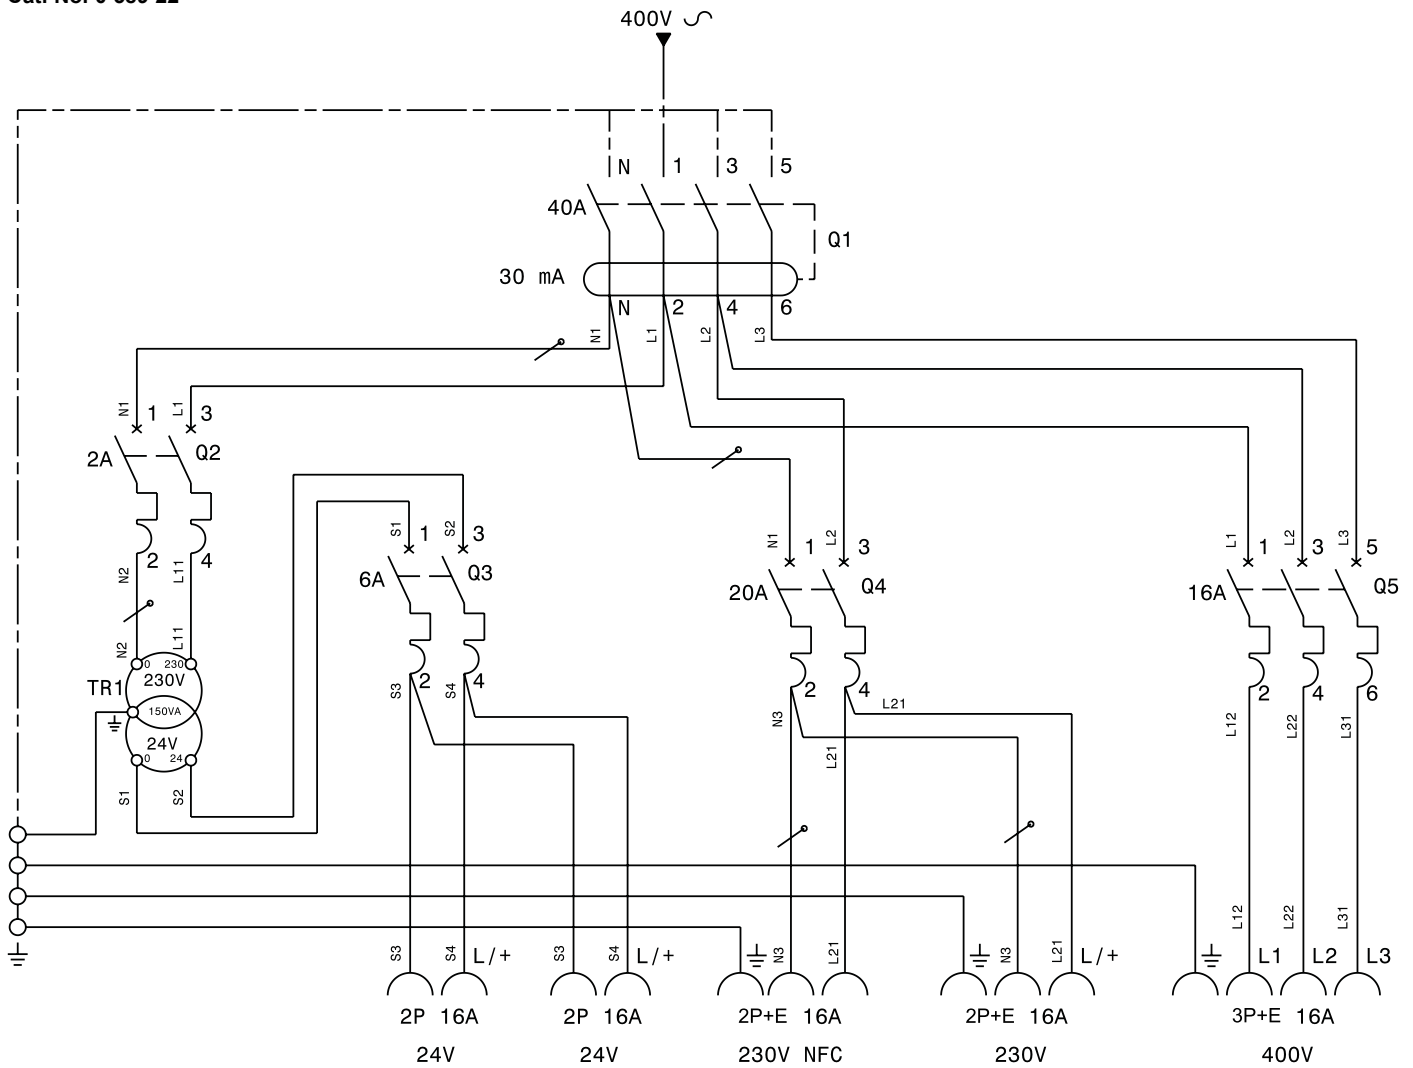 400V
N 1 3 5
40A
Q1
30 mA
N 2 4 6
N1 L1 L2 L3
N1 1 L1 3
2A Q2
S1 1 S2 3
N1 1 L2 3
L1 1 L2 3 L3 5
2 4
N2 L11
6A Q3
20A Q4
16A Q5
N2 L11
0 230
230V
TR1
150VA
24V
0 24
S3 2 S4 4
2 4
2 4 6
L21
N3
L21
L12 L22 L31
S1 S2
L12 L22 L31
S3 S4 L/+
S3 S4 L/+
N3 L21
N3 L21 L/+
L1 L2 L3
2P 16A
2P 16A
2P+E 16A
2P+E 16A
3P+E 16A
24V
24V
230V NFC
230V
400V